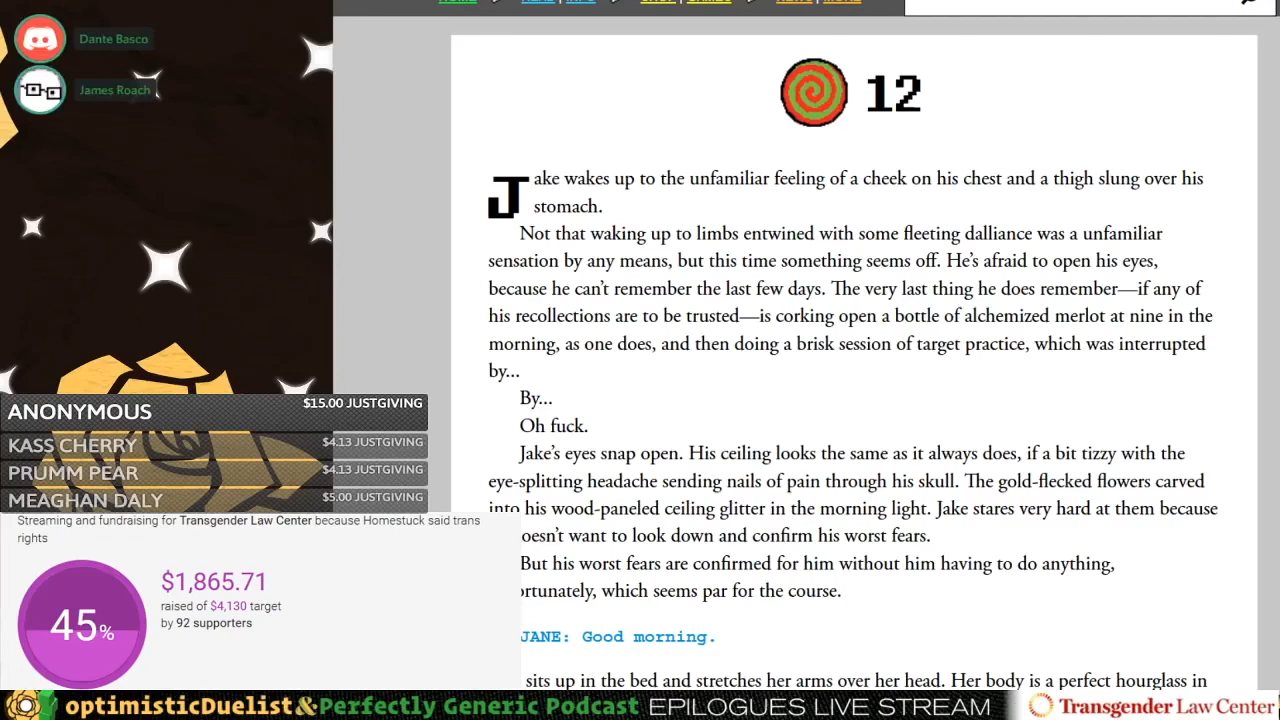 HOME
READ | INFO
SHOP | GAMES
NEWS | MORE
Dante Basco
James Roach
12
Jake wakes up to the unfamiliar feeling of a cheek on his chest and a thigh slung over his
stomach.
Not that waking up to limbs entwined with some fleeting dalliance was a unfamiliar
sensation by any means, but this time something seems off. He’s afraid to open his eyes,
because he can’t remember the last few days. The very last thing he does remember—if any of
his recollections are to be trusted—is corking open a bottle of alchemized merlot at nine in the
morning, as one does, and then doing a brisk session of target practice, which was interrupted
by...
By...
Oh fuck.
Jake’s eyes snap open. His ceiling looks the same as it always does, if a bit tizzy with the
eye-splitting headache sending nails of pain through his skull. The gold-flecked flowers carved
into his wood-paneled ceiling glitter in the morning light. Jake stares very hard at them because
oesn’t want to look down and confirm his worst fears.
But his worst fears are confirmed for him without him having to do anything,
ortunately, which seems par for the course.
JANE: Good morning.
sits up in the bed and stretches her arms over her head. Her body is a perfect hourglass in
ANONYMOUS $15.00 JUSTGIVING
KASS CHERRY $4.13 JUSTGIVING
PRUMM PEAR $4.13 JUSTGIVING
MEAGHAN DALY $5.00 JUSTGIVING
Streaming and fundraising for Transgender Law Center because Homestuck said trans
rights
45%
$1,865.71
raised of $4,130 target
by 92 supporters
optimisticDuelist&Perfectly Generic Podcast EPILOGUES LIVE STREAM
Transgender Law Center